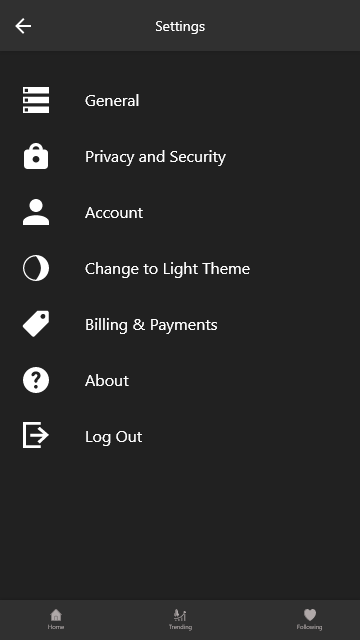 Settings
General
Privacy and Security
Account
Change to Light Theme
Billing & Payments
About
Log Out
Home
Trending
Following